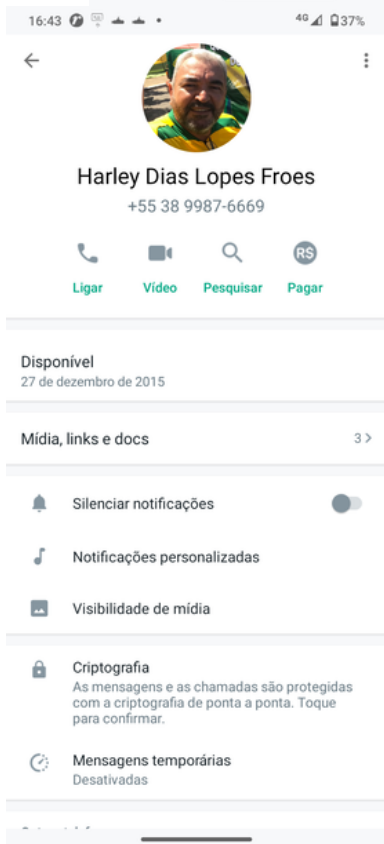 16:43
4G 37%
Harley Dias Lopes Froes
+55 38 9987-6669
R$
Ligar Vídeo Pesquisar Pagar
Disponível
27 de dezembro de 2015
Mídia, links e docs 3
Silenciar notificações
Notificações personalizadas
Visibilidade de mídia
Criptografia
As mensagens e as chamadas são protegidas
com a criptografia de ponta a ponta. Toque
para confirmar.
Mensagens temporárias
Desativadas